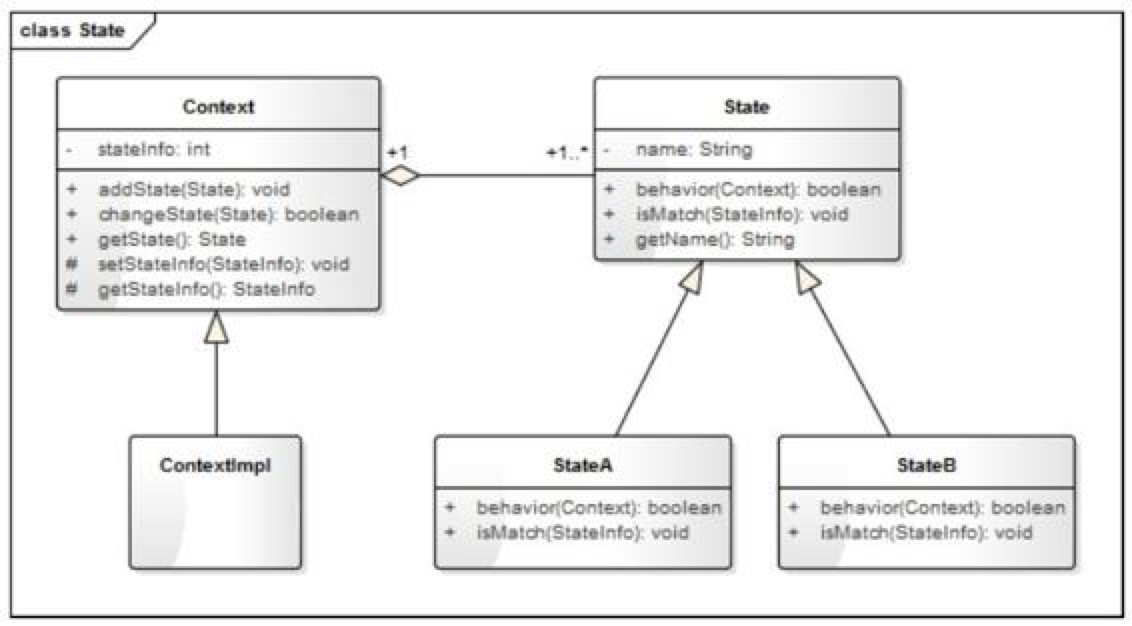 class State
Context
- stateInfo: int
+ addState(State): void
+ changeState(State): boolean
+ getState(): State
# setStateInfo(StateInfo): void
# getStateInfo(): StateInfo
+1
+1..*
State
- name: String
+ behavior(Context): boolean
+ isMatch(StateInfo): void
+ getName(): String
ContextImpl
StateA
+ behavior(Context): boolean
+ isMatch(StateInfo): void
StateB
+ behavior(Context): boolean
+ isMatch(StateInfo): void